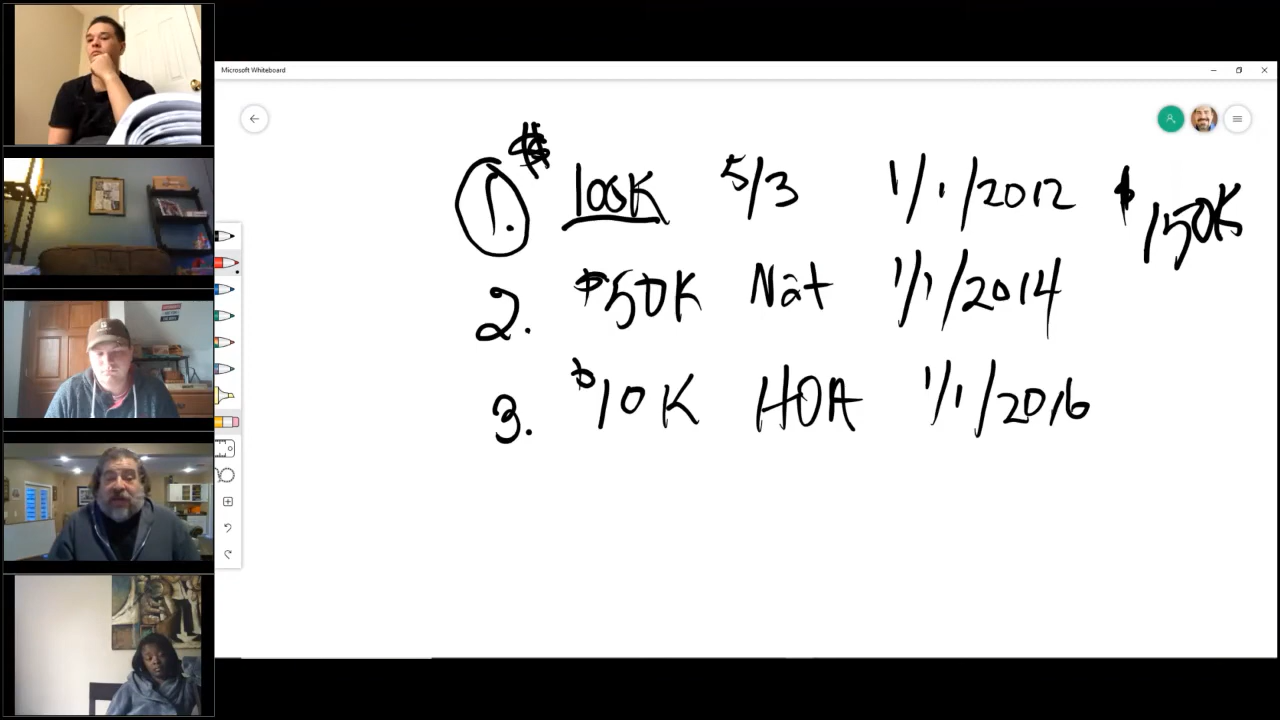 Microsoft Whiteboard
1. $ 100K 5/3 1/1/2012 $150K
2. $50K Nat 1/1/2014
3. $10K HOA 1/1/2016